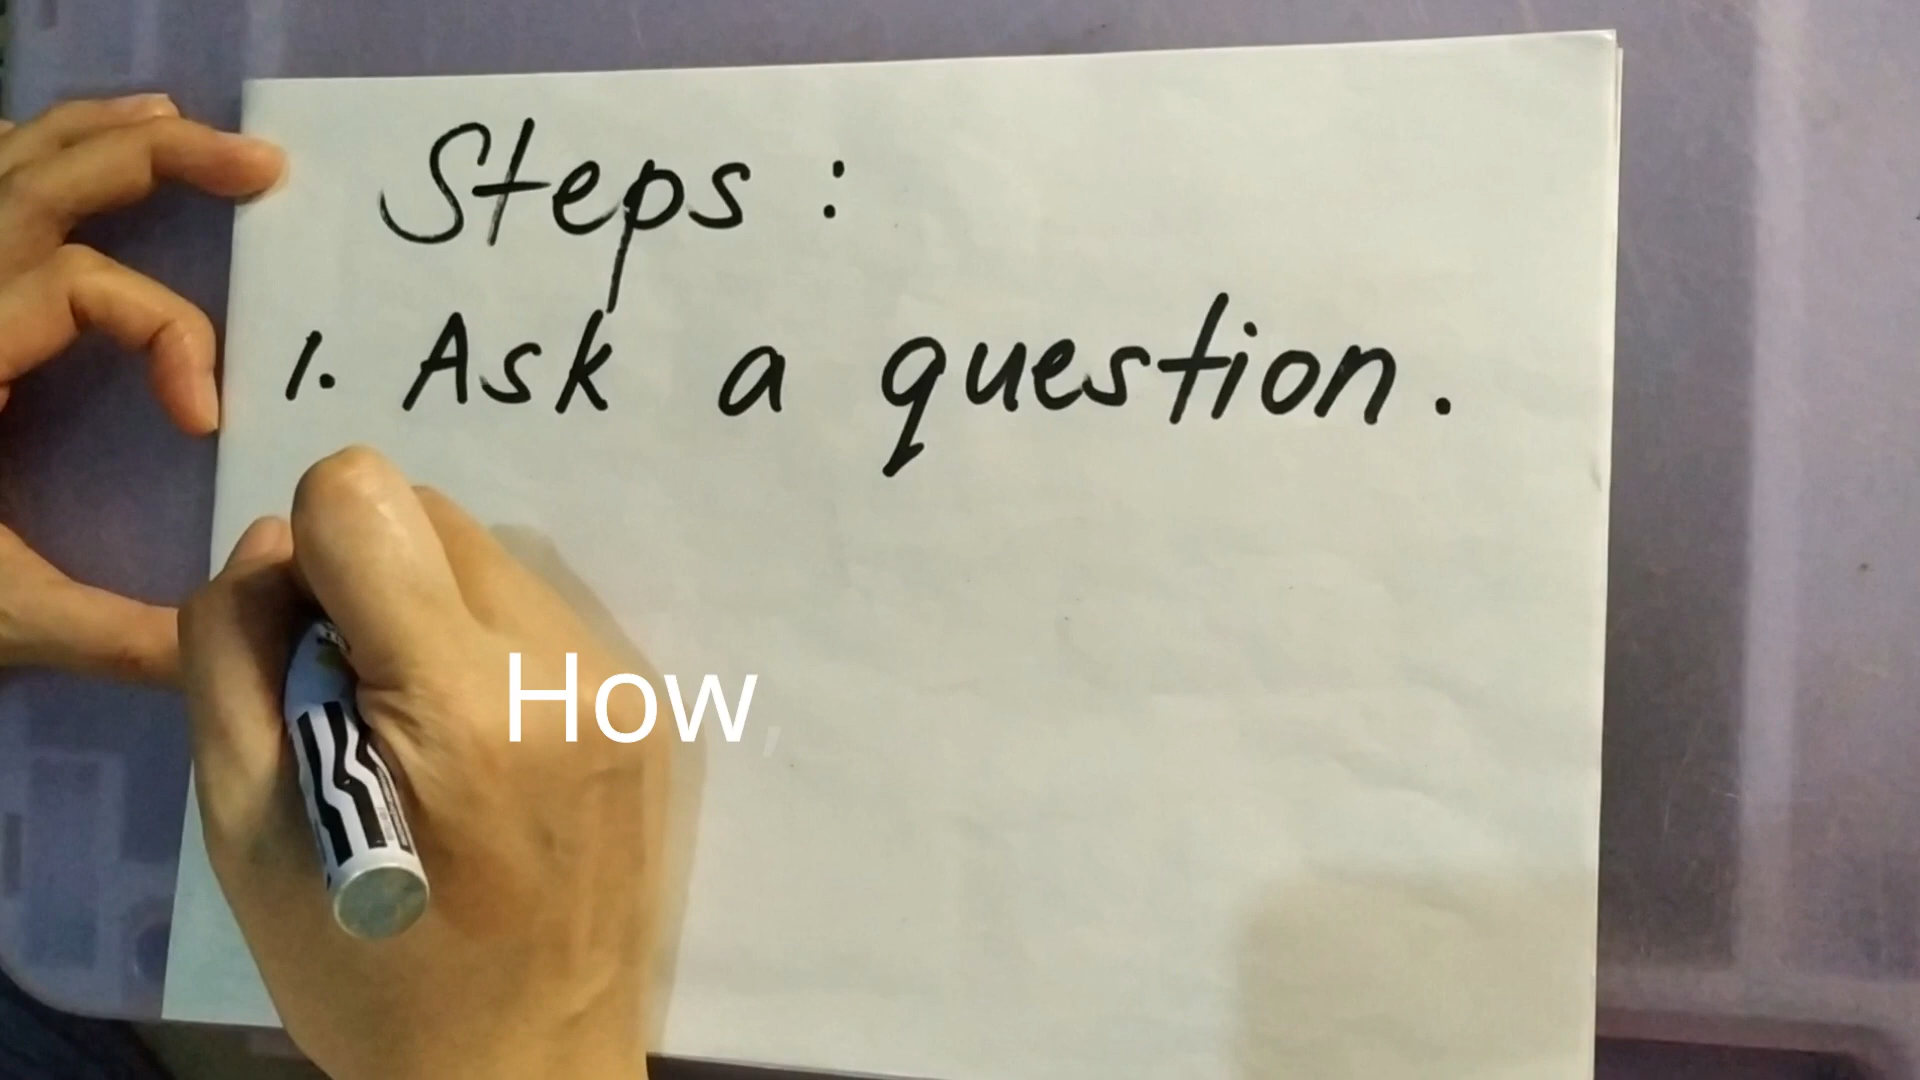 Steps :
1. Ask a question.
How,